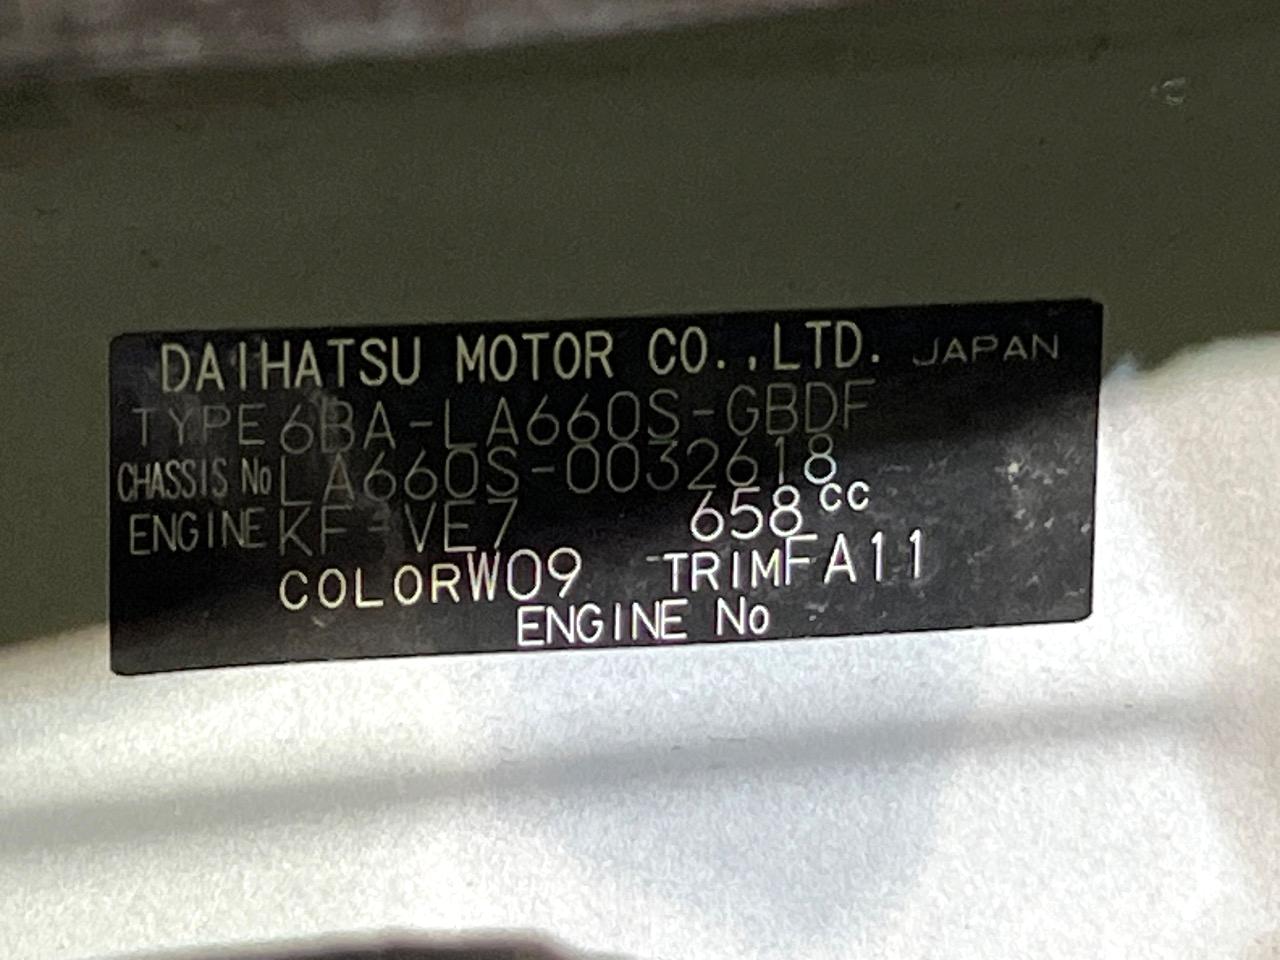 DAIHATSU MOTOR CO.,LTD. JAPAN
TYPE 6BA-LA660S-GBDF
CHASSIS No LA660S-0032618
ENGINE KF-VE7 658cc
COLOR W09 TRIM FA11
ENGINE No